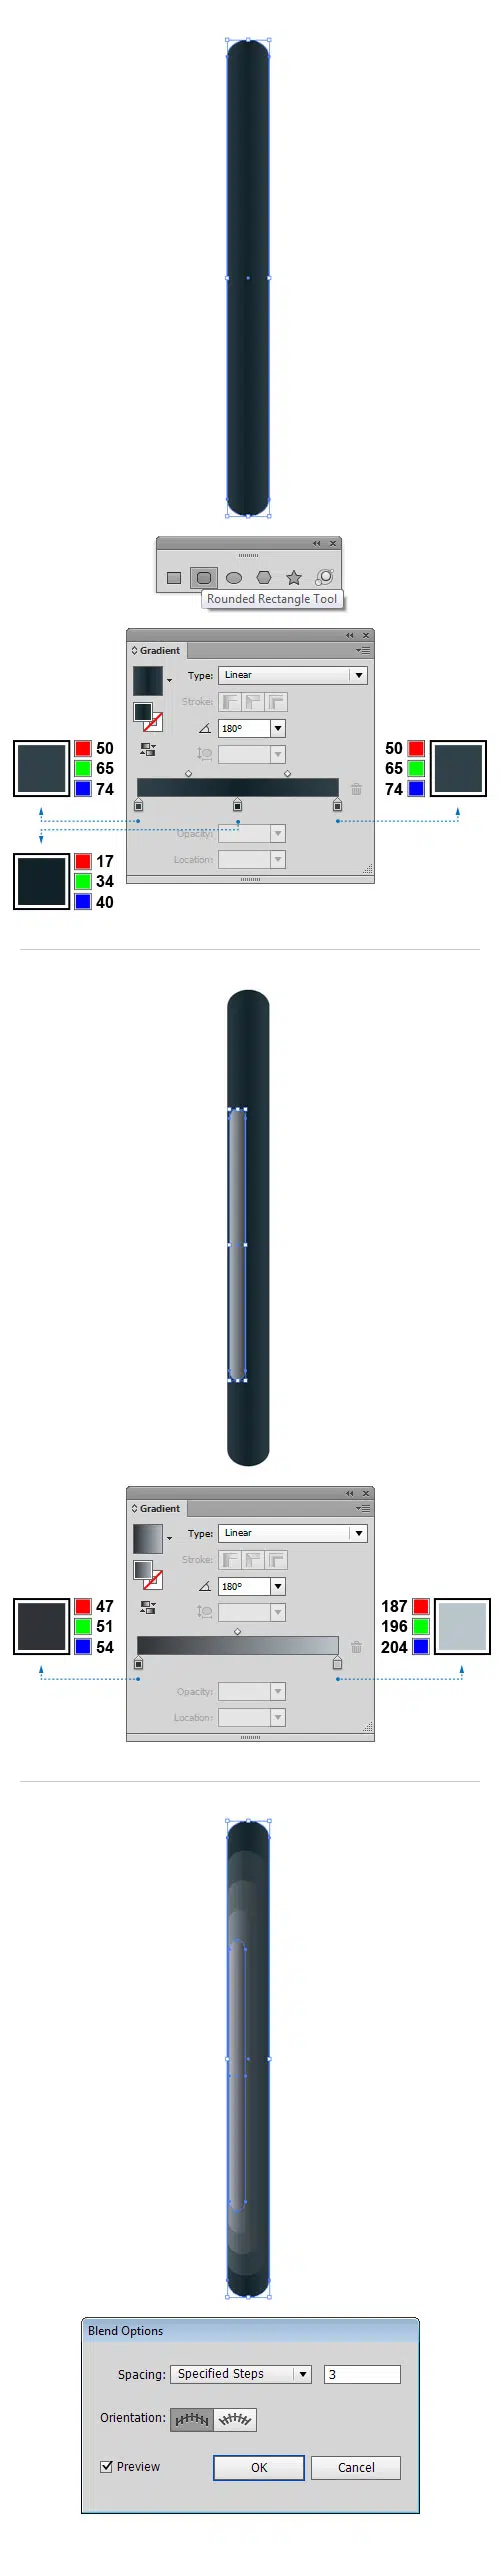 Rounded Rectangle Tool
Gradient
Type: Linear
Stroke:
180°
50
65
74
50
65
74
Opacity:
Location:
17
34
40
Gradient
Type: Linear
Stroke:
180°
47
51
54
187
196
204
Opacity:
Location:
Blend Options
Spacing: Specified Steps 3
Orientation:
Preview OK Cancel